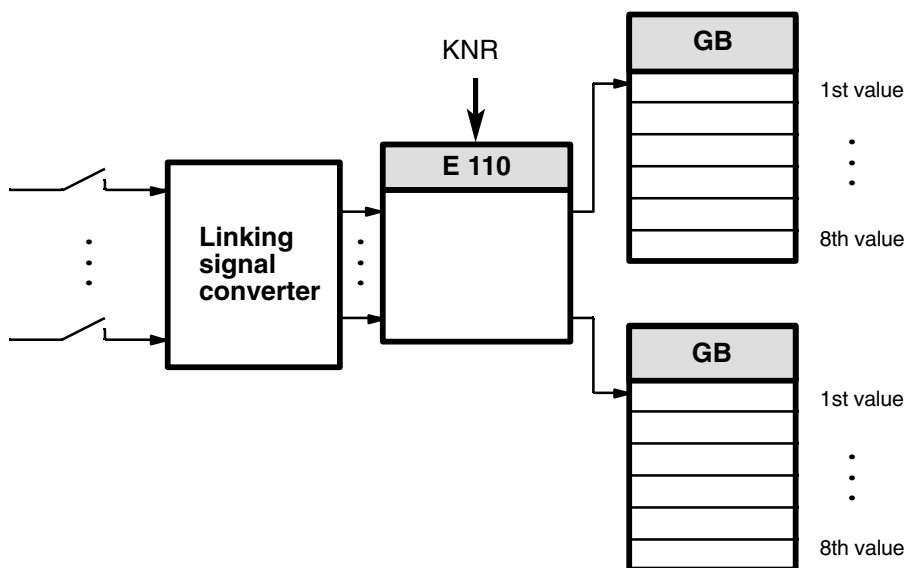 GB
KNR
1st value
E 110
Linking
signal
converter
8th value
GB
1st value
8th value